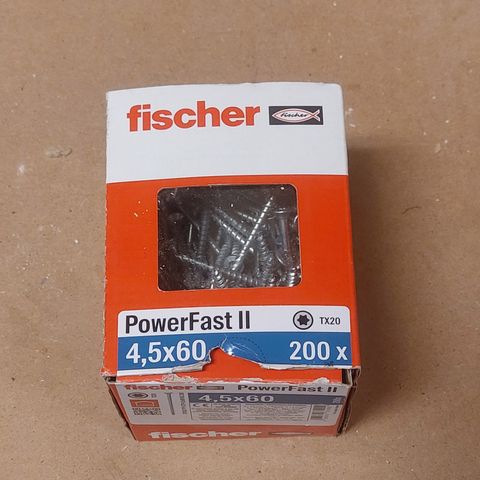 fischer
fischer
PowerFast II
TX20
4,5x60
200 x
fischer
PowerFast II
4,5x60
fischer